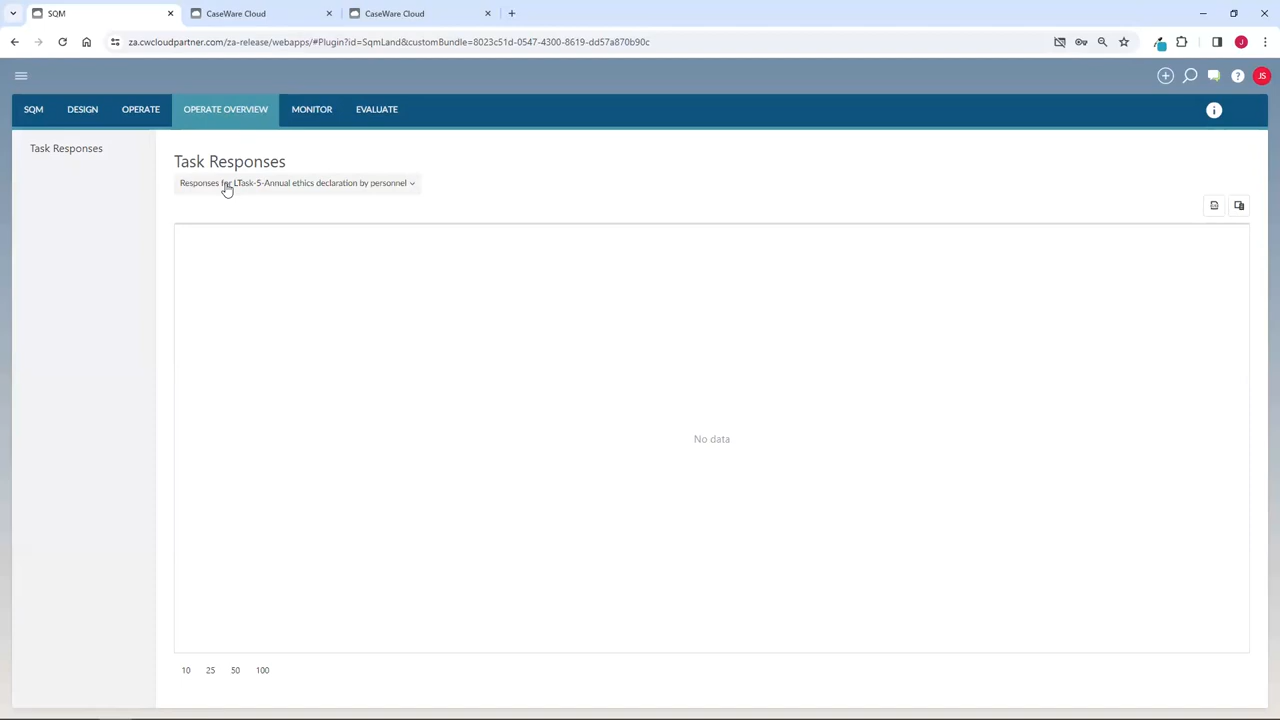 SQM
CaseWare Cloud
CaseWare Cloud
za.cwcloudpartner.com/za-release/webapps/#Plugin?id=SqmLand&customBundle=8023c51d-0547-4300-8619-dd57a870b90c
J
JS
SQM
DESIGN
OPERATE
OPERATE OVERVIEW
MONITOR
EVALUATE
Task Responses
Task Responses
Responses for LTask-5-Annual ethics declaration by personnel
No data
10 25 50 100